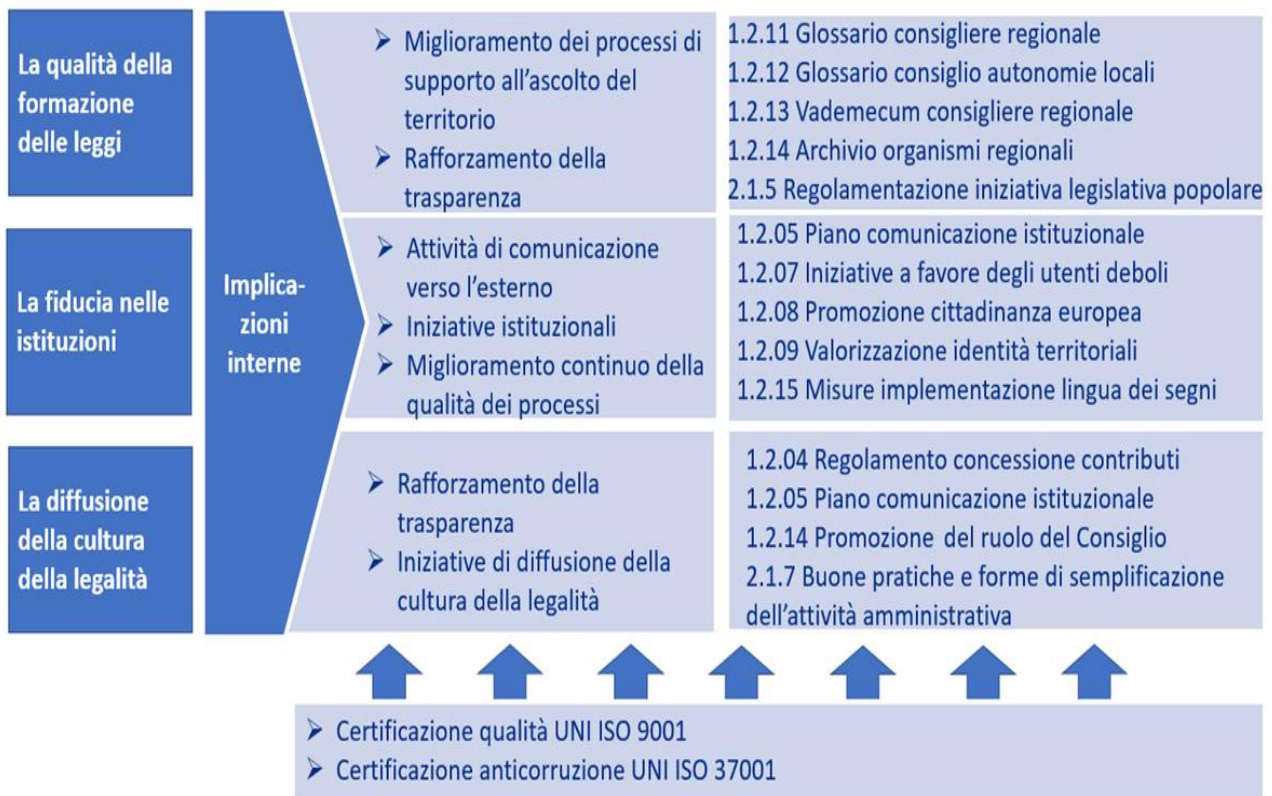 La qualità della
formazione
delle leggi
La fiducia nelle
istituzioni
La diffusione
della cultura
della legalità
Implica-
zioni
interne
➢ Miglioramento dei processi di
supporto all'ascolto del
territorio
➢ Rafforzamento della
trasparenza
1.2.11 Glossario consigliere regionale
1.2.12 Glossario consiglio autonomie locali
1.2.13 Vademecum consigliere regionale
1.2.14 Archivio organismi regionali
2.1.5 Regolamentazione iniziativa legislativa popolare
➢ Attività di comunicazione
verso l'esterno
➢ Iniziative istituzionali
➢ Miglioramento continuo della
qualità dei processi
1.2.05 Piano comunicazione istituzionale
1.2.07 Iniziative a favore degli utenti deboli
1.2.08 Promozione cittadinanza europea
1.2.09 Valorizzazione identità territoriali
1.2.15 Misure implementazione lingua dei segni
➢ Rafforzamento della
trasparenza
➢ Iniziative di diffusione della
cultura della legalità
1.2.04 Regolamento concessione contributi
1.2.05 Piano comunicazione istituzionale
1.2.14 Promozione del ruolo del Consiglio
2.1.7 Buone pratiche e forme di semplificazione
dell'attività amministrativa
➢ Certificazione qualità UNI ISO 9001
➢ Certificazione anticorruzione UNI ISO 37001